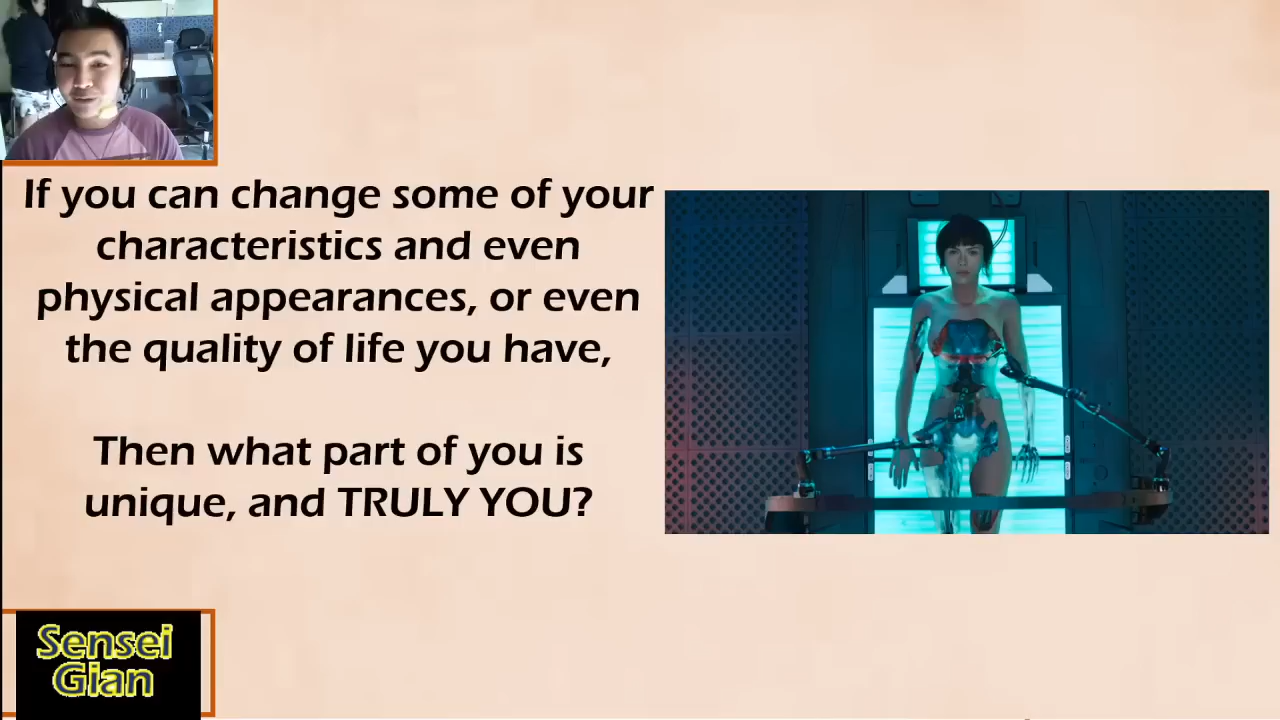 If you can change some of your
characteristics and even
physical appearances, or even
the quality of life you have,
Then what part of you is
unique, and TRULY YOU?
Sensei
Gian